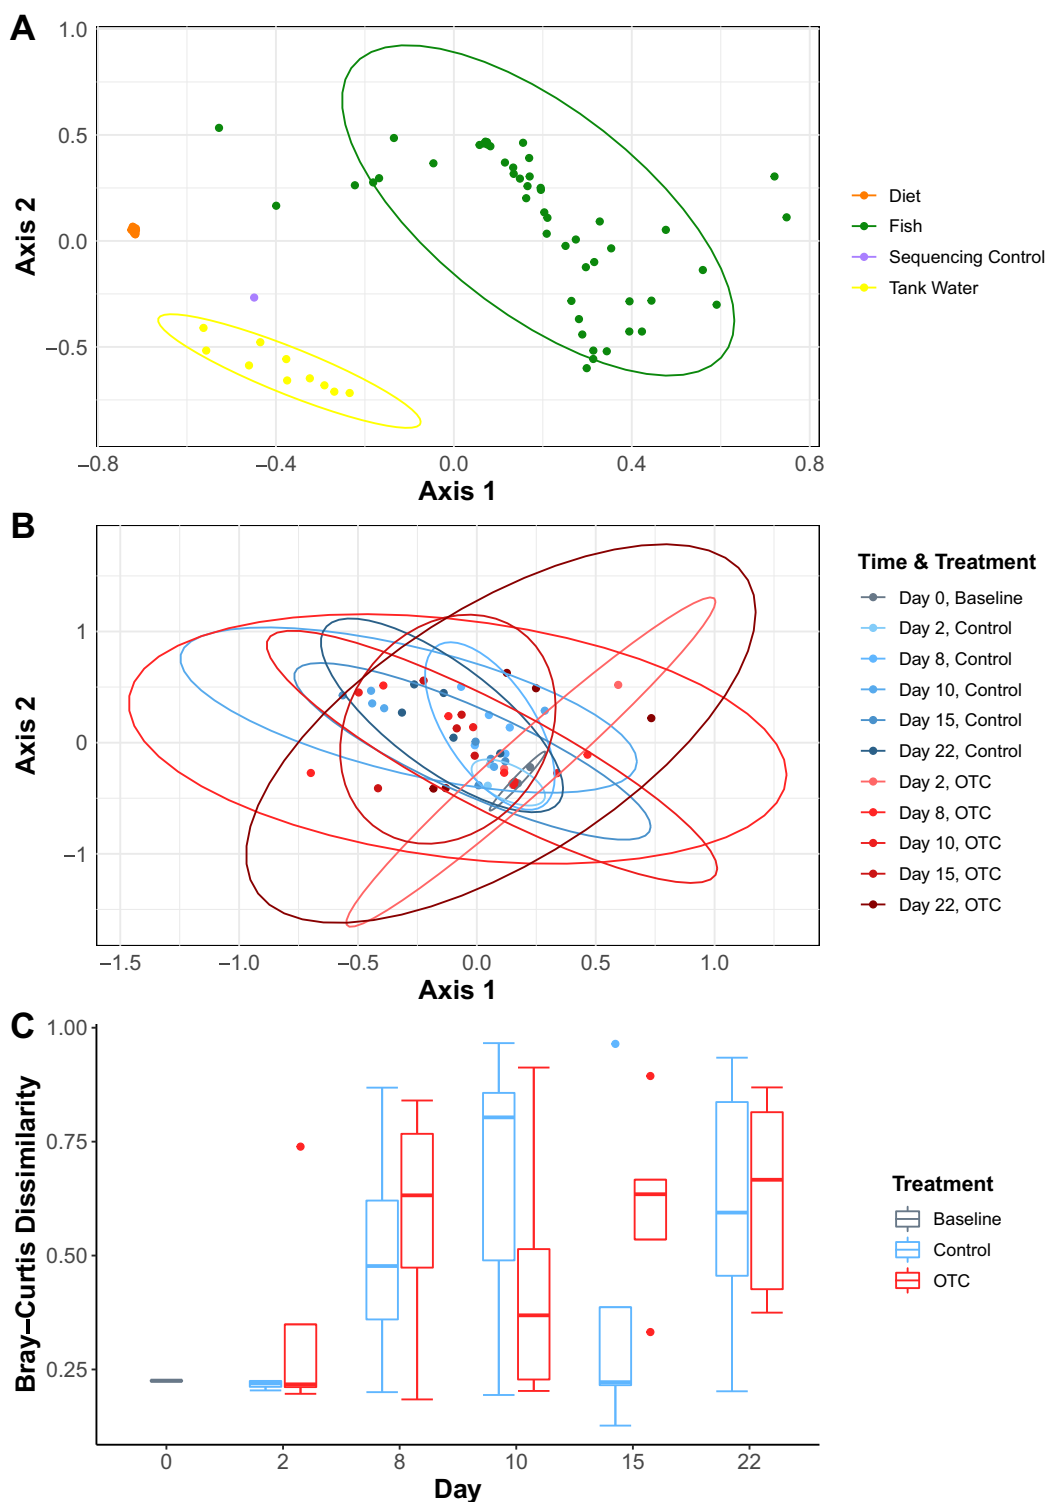 A
1.0
0.5
0.0
−0.5
Axis 2
−0.8
−0.4
0.0
0.4
0.8
Axis 1
Diet
Fish
Sequencing Control
Tank Water
B
1
0
−1
Axis 2
−1.5
−1.0
−0.5
0.0
0.5
1.0
Axis 1
Time & Treatment
Day 0, Baseline
Day 2, Control
Day 8, Control
Day 10, Control
Day 15, Control
Day 22, Control
Day 2, OTC
Day 8, OTC
Day 10, OTC
Day 15, OTC
Day 22, OTC
C
1.00
0.75
0.50
0.25
Bray−Curtis Dissimilarity
0
2
8
10
15
22
Day
Treatment
Baseline
Control
OTC